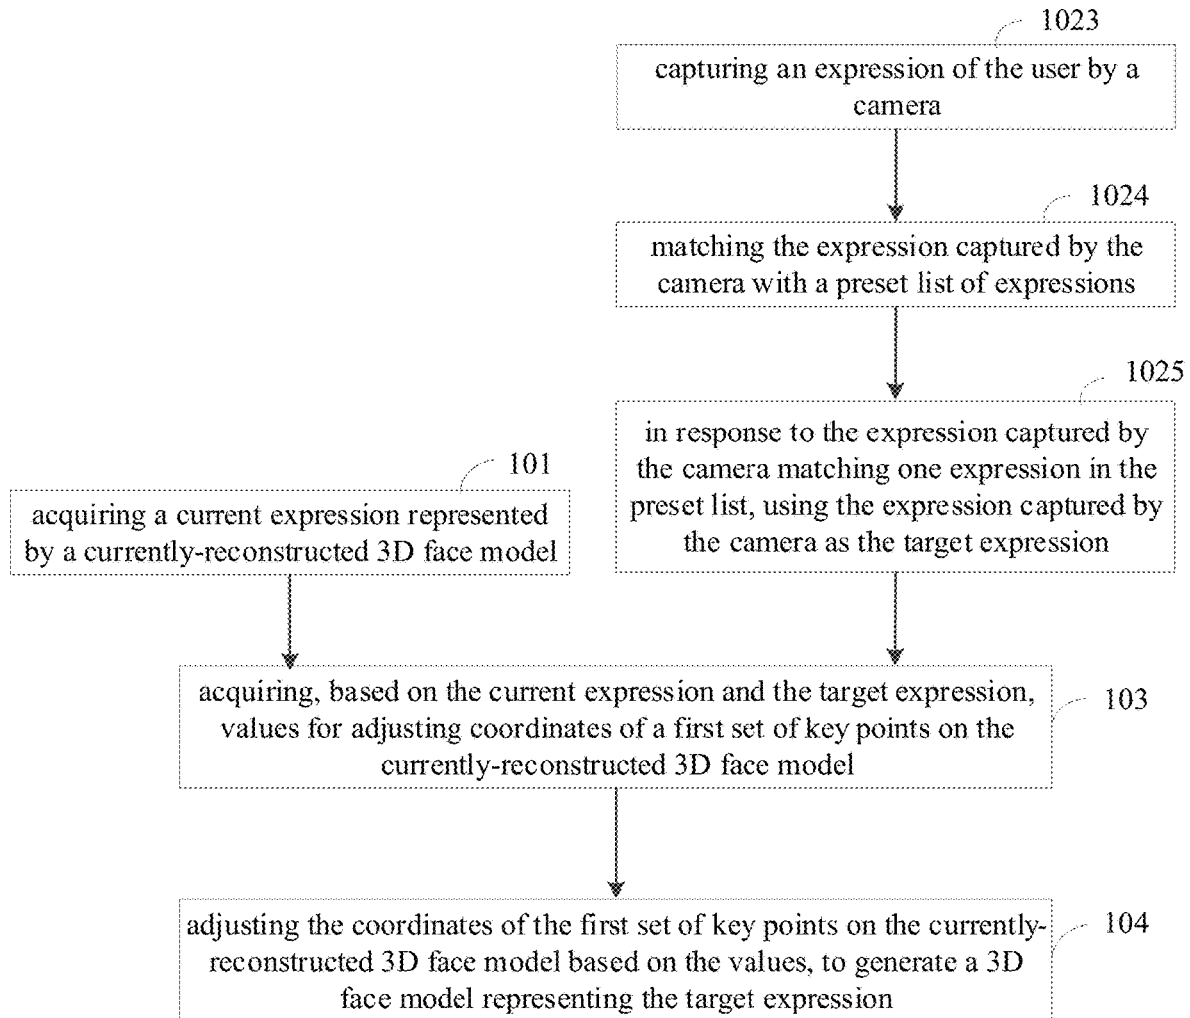 1023
capturing an expression of the user by a
camera
1024
matching the expression captured by the
camera with a preset list of expressions
1025
in response to the expression captured by
the camera matching one expression in the
preset list, using the expression captured by
the camera as the target expression
101
acquiring a current expression represented
by a currently-reconstructed 3D face model
acquiring, based on the current expression and the target expression,
values for adjusting coordinates of a first set of key points on the
currently-reconstructed 3D face model
103
adjusting the coordinates of the first set of key points on the currently-
reconstructed 3D face model based on the values, to generate a 3D
face model representing the target expression
104